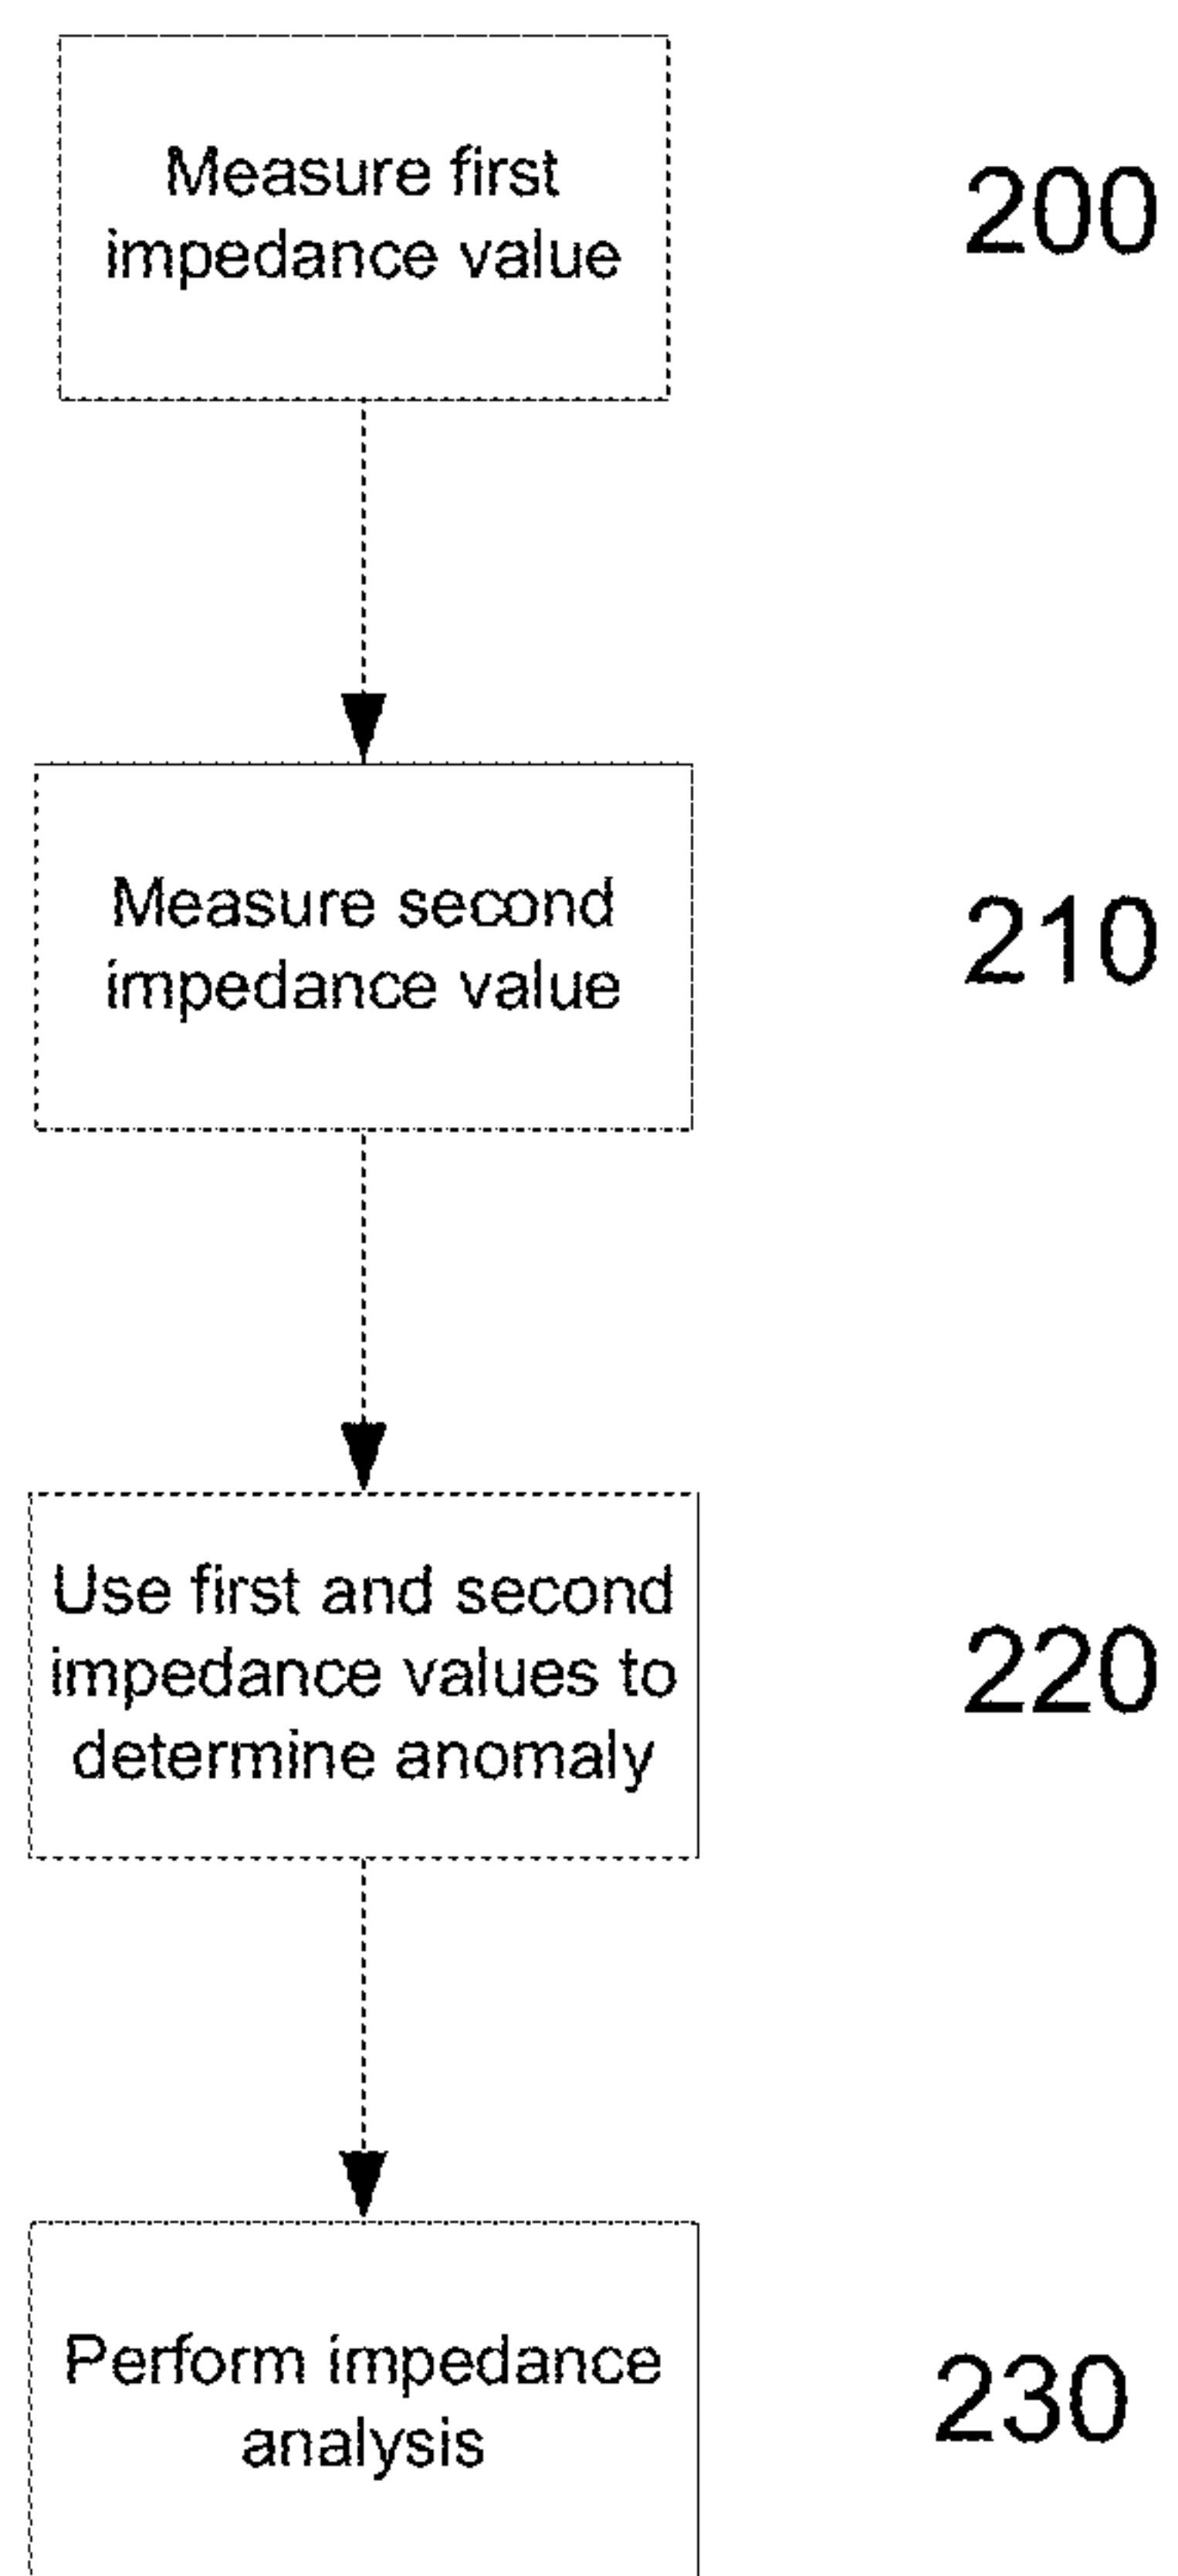 Measure first
impedance value
200
Measure second
impedance value
210
Use first and second
impedance values to
determine anomaly
220
Perform impedance
analysis
230